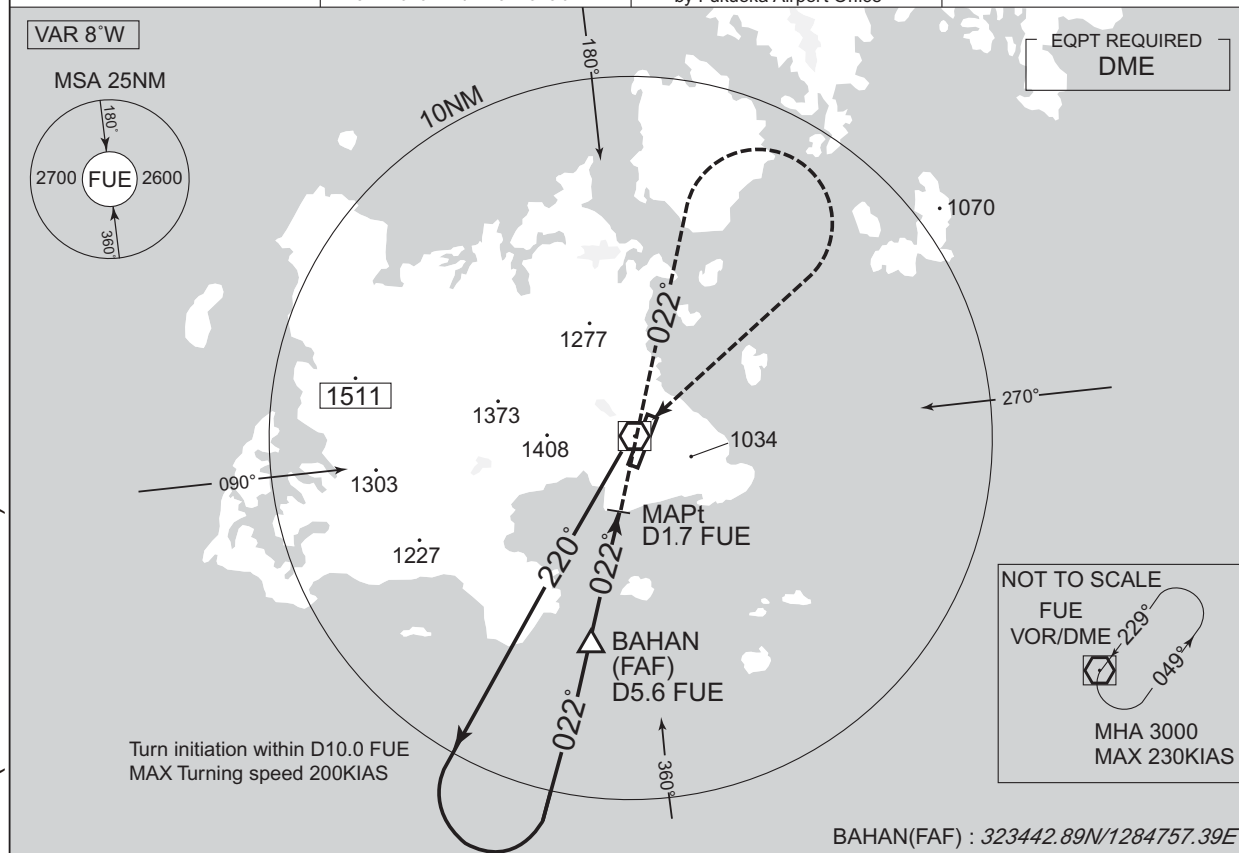 by Fukuoka Airport Office
VAR 8°W
MSA 25NM
180°
2700 FUE 2600
360°
10NM
180°
EQPT REQUIRED
DME
1070
022°
1277
1511
1373
1408
1034
270°
090°
1303
1227
MAPt
D1.7 FUE
220°
022°
BAHAN
(FAF)
D5.6 FUE
022°
360°
Turn initiation within D10.0 FUE
MAX Turning speed 200KIAS
NOT TO SCALE
FUE
VOR/DME
229°
049°
MHA 3000
MAX 230KIAS
BAHAN(FAF) : 323442.89N/1284757.39E